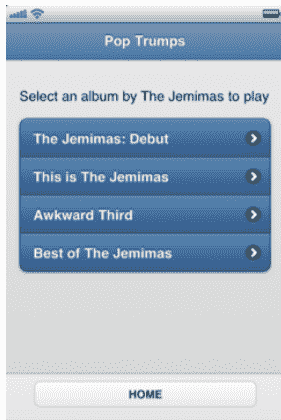 Pop Trumps
Select an album by The Jemimas to play
The Jemimas: Debut
This is The Jemimas
Awkward Third
Best of The Jemimas
HOME